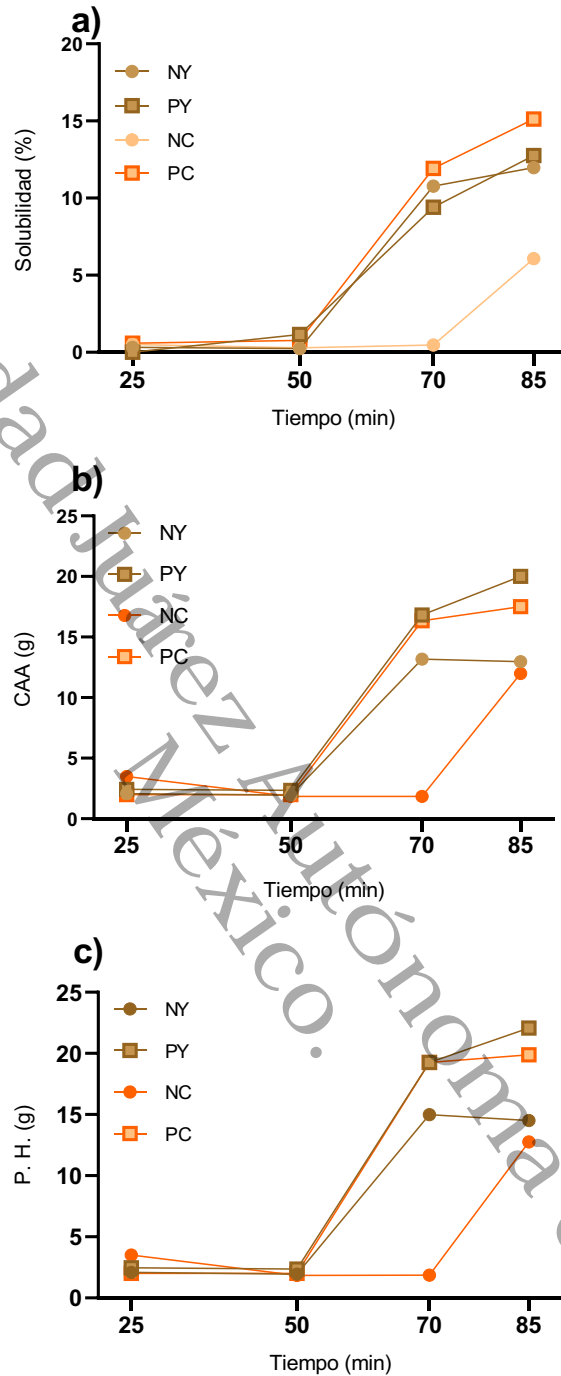 a)
20
15
10
5
0
Solubilidad (%)
NY
PY
NC
PC
25 50 70 85
Tiempo (min)
b)
25
20
15
10
5
0
CAA (g)
NY
PY
NC
PC
25 50 70 85
Tiempo (min)
c)
25
20
15
10
5
0
P. H. (g)
NY
PY
NC
PC
25 50 70 85
Tiempo (min)
dad Juárez Autónoma
México.